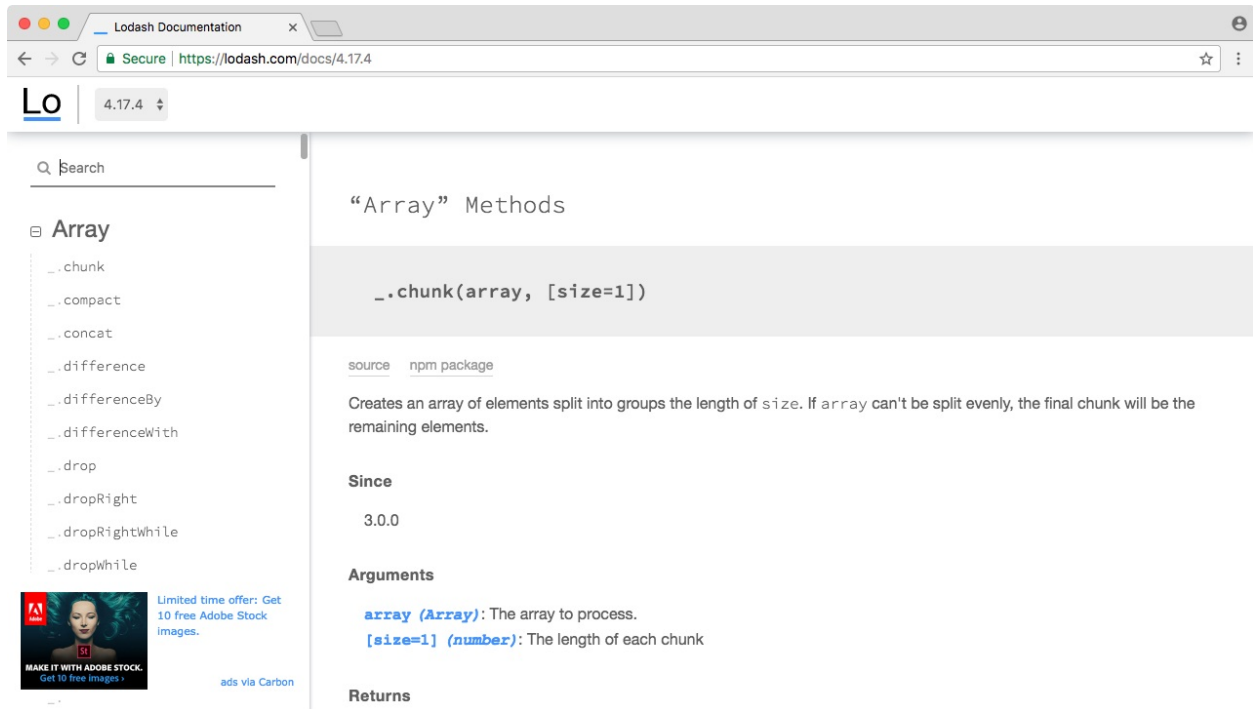 Lodash Documentation
Secure | https://lodash.com/docs/4.17.4
Lo
4.17.4
Search
Array
_.chunk
_.compact
_.concat
_.difference
_.differenceBy
_.differenceWith
_.drop
_.dropRight
_.dropRightWhile
_.dropWhile
Adobe
St
MAKE IT WITH ADOBE STOCK.
Get 10 free images ›
Limited time offer: Get
10 free Adobe Stock
images.
ads via Carbon
“Array” Methods
_.chunk(array, [size=1])
source npm package
Creates an array of elements split into groups the length of size. If array can't be split evenly, the final chunk will be the
remaining elements.
Since
3.0.0
Arguments
array (Array): The array to process.
[size=1] (number): The length of each chunk
Returns